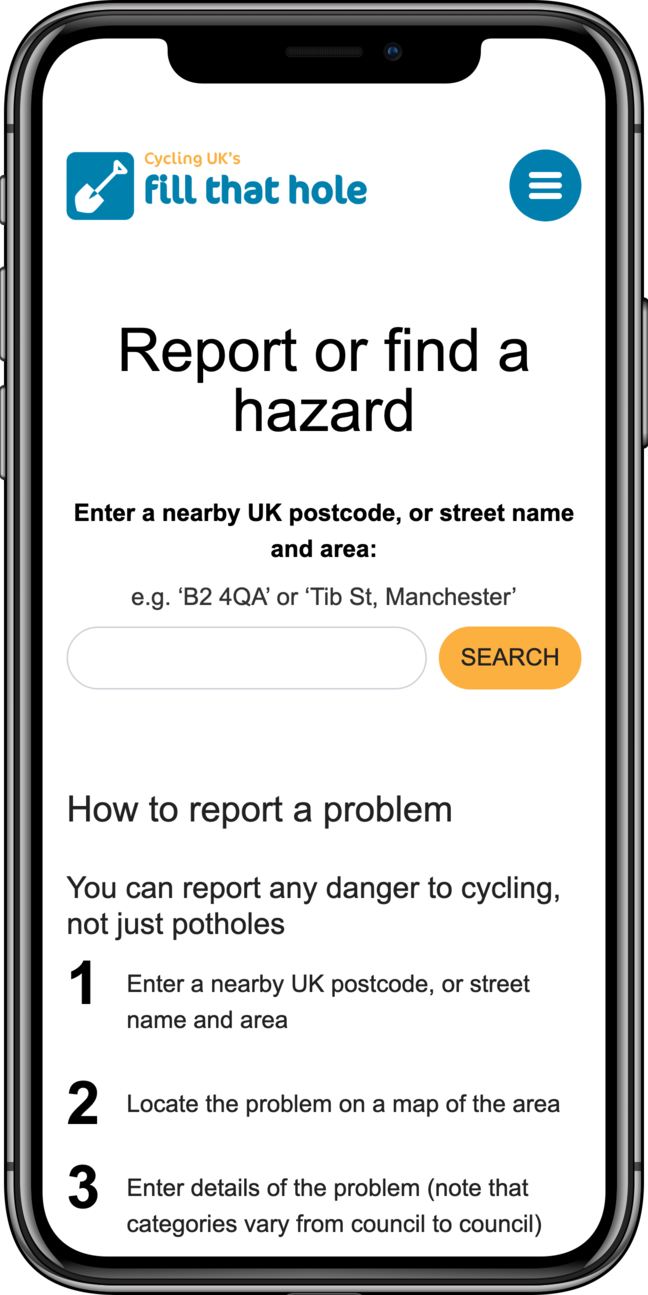 Cycling UK's
fill that hole
Report or find a
hazard
Enter a nearby UK postcode, or street name
and area:
e.g. ‘B2 4QA’ or ‘Tib St, Manchester’
SEARCH
How to report a problem
You can report any danger to cycling,
not just potholes
1 Enter a nearby UK postcode, or street
name and area
2 Locate the problem on a map of the area
3 Enter details of the problem (note that
categories vary from council to council)